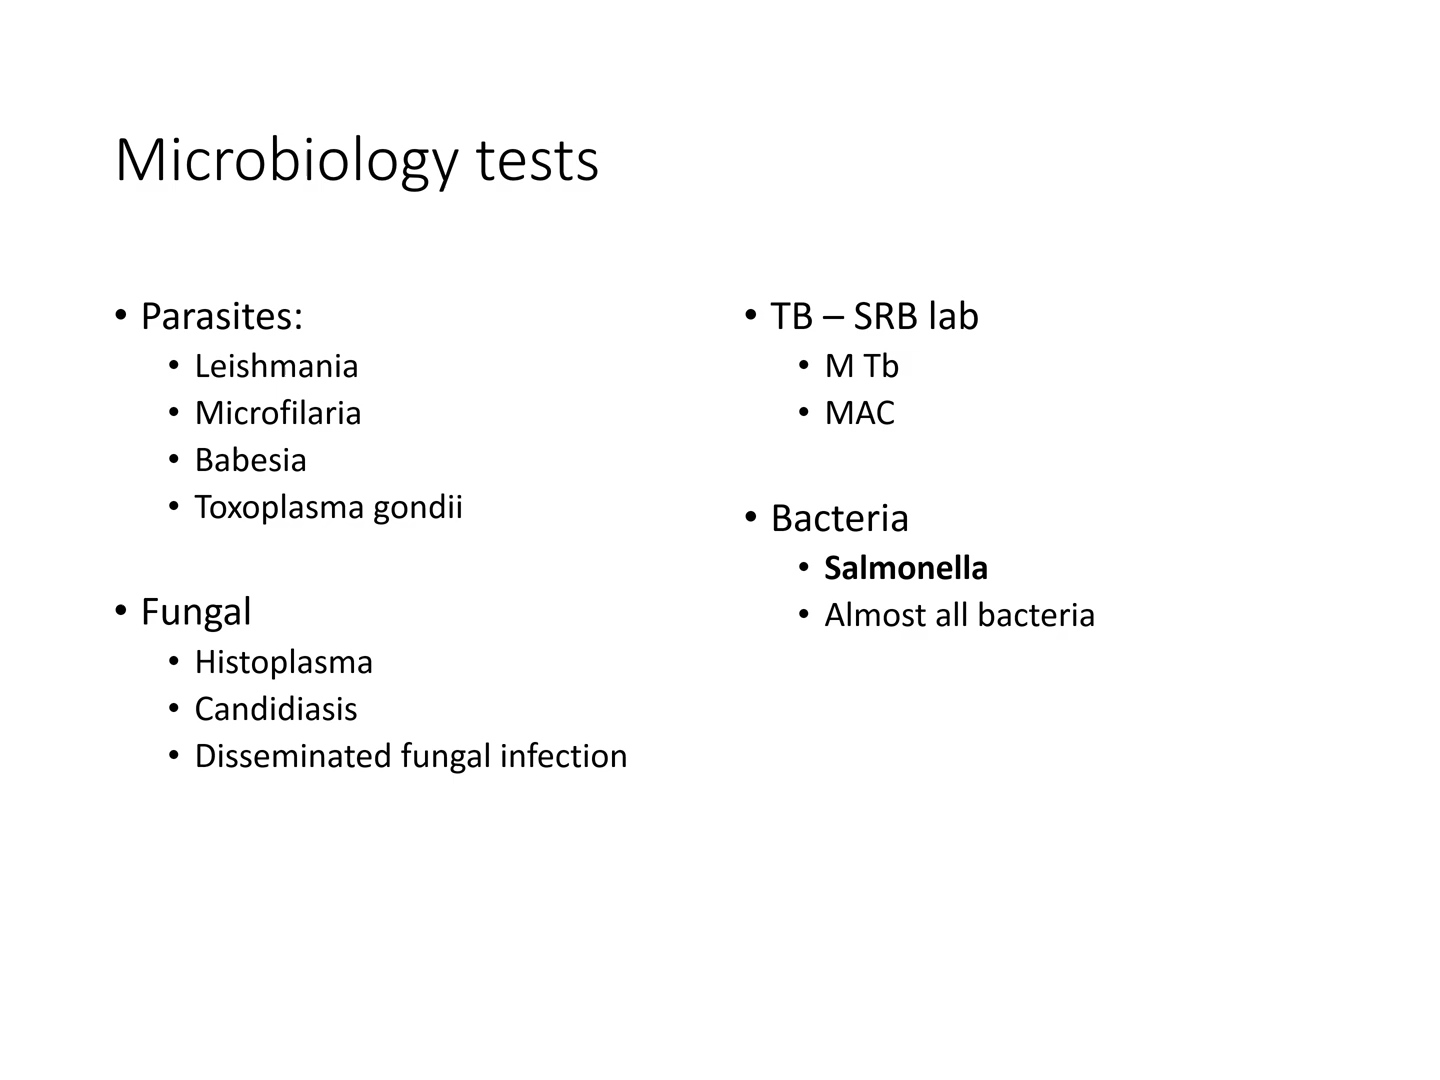 Microbiology tests
• Parasites:
• Leishmania
• Microfilaria
• Babesia
• Toxoplasma gondii
• Fungal
• Histoplasma
• Candidiasis
• Disseminated fungal infection
• TB – SRB lab
• M Tb
• MAC
• Bacteria
• Salmonella
• Almost all bacteria